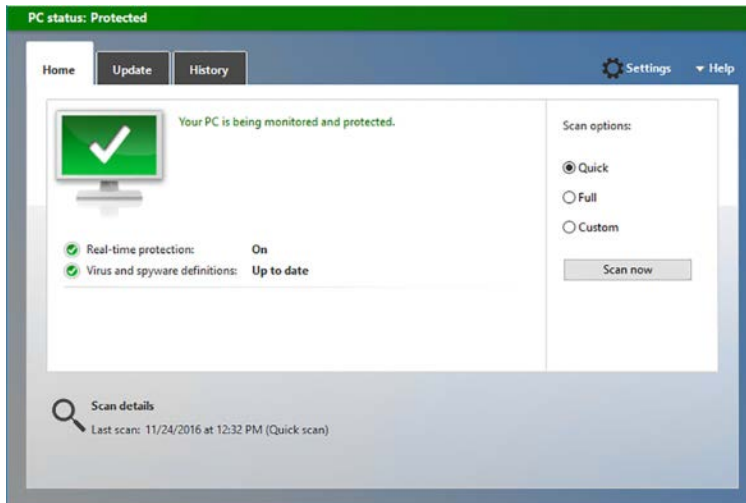 PC status: Protected
Home
Update
History
Settings
Help
Your PC is being monitored and protected.
Real-time protection: On
Virus and spyware definitions: Up to date
Scan options:
Quick
Full
Custom
Scan now
Scan details
Last scan: 11/24/2016 at 12:32 PM (Quick scan)